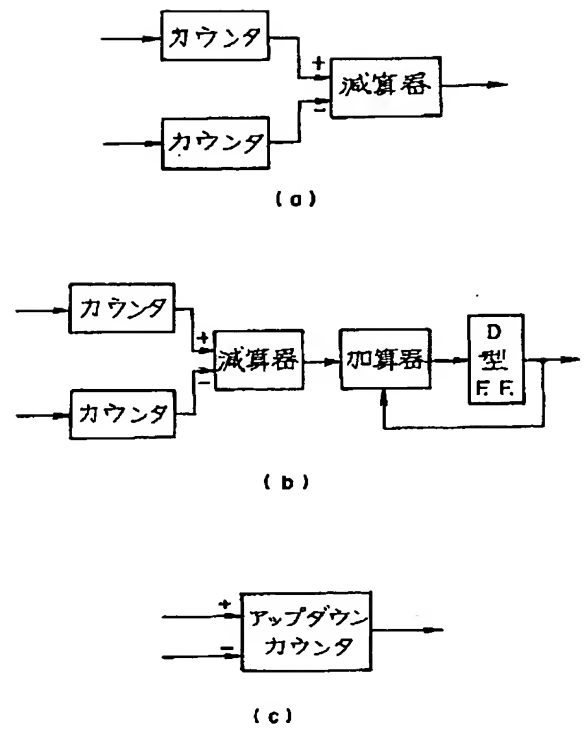 カウンタ
+
減算器
-
カウンタ
(a)
カウンタ
+
減算器
-
加算器
D
型
F.F.
カウンタ
(b)
+
-
アップダウン
カウンタ
(c)